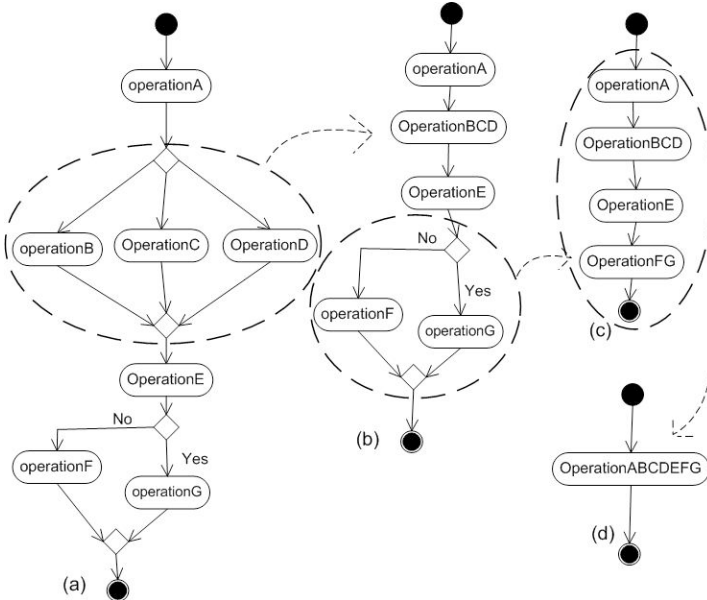 operationA
operationB
OperationC
OperationD
OperationE
No
Yes
operationF
operationG
(a)
operationA
OperationBCD
OperationE
No
Yes
operationF
operationG
(b)
operationA
OperationBCD
OperationE
OperationFG
(c)
OperationABCDEFG
(d)